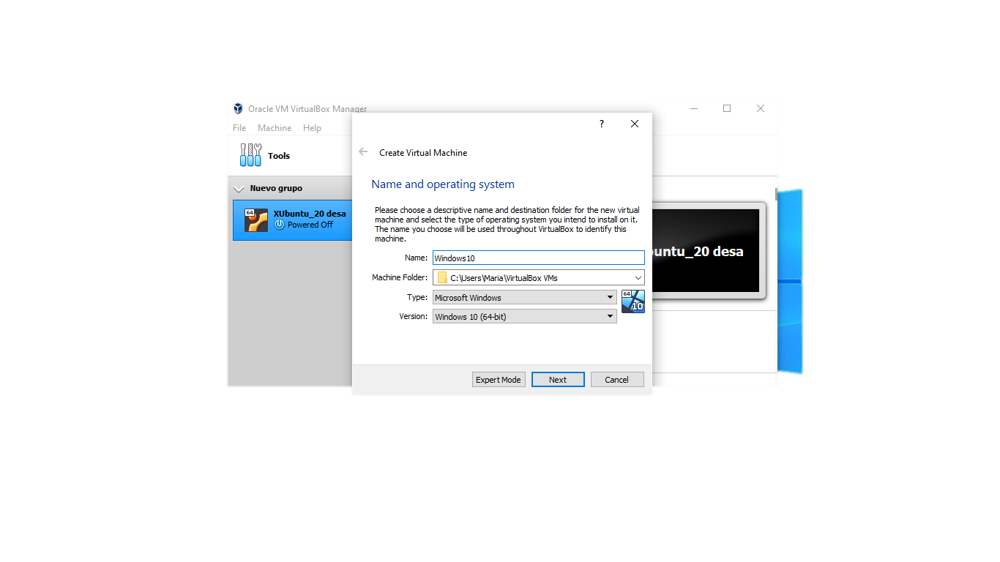 Oracle VM VirtualBox Manager
File Machine Help
?
Tools
Create Virtual Machine
Nuevo grupo
Name and operating system
64
XUbuntu_20 desa
Powered Off
Please choose a descriptive name and destination folder for the new virtual
machine and select the type of operating system you intend to install on it.
The name you choose will be used throughout VirtualBox to identify this
machine.
untu_20 desa
Name: Windows10
Machine Folder: C:\Users\Maria\VirtualBox VMs
Type: Microsoft Windows
64
10
Version: Windows 10 (64-bit)
Expert Mode Next Cancel